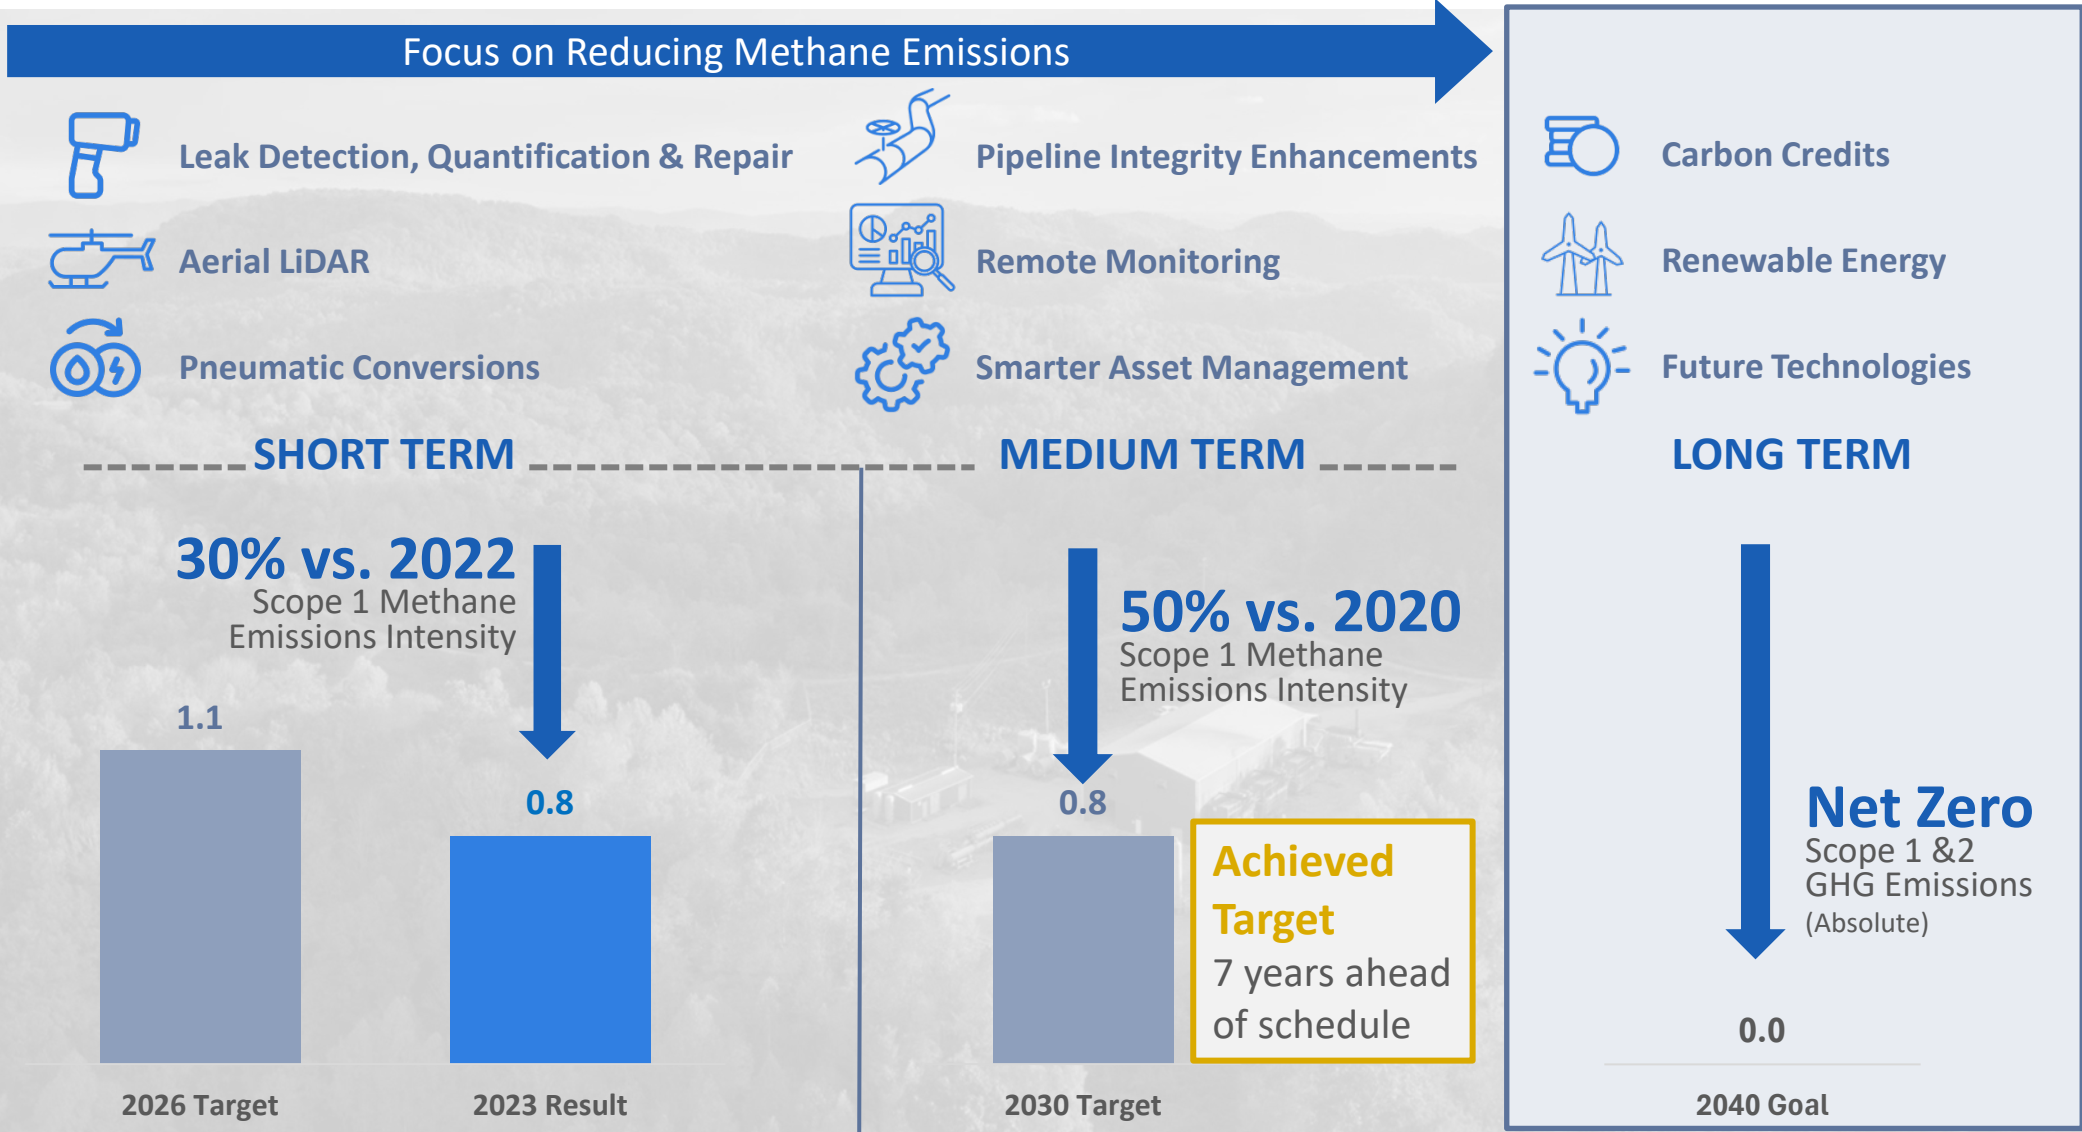 Focus on Reducing Methane Emissions
Leak Detection, Quantification & Repair
Aerial LiDAR
Pneumatic Conversions
Pipeline Integrity Enhancements
Remote Monitoring
Smarter Asset Management
Carbon Credits
Renewable Energy
Future Technologies
SHORT TERM
30% vs. 2022
Scope 1 Methane
Emissions Intensity
1.1
0.8
2026 Target
2023 Result
MEDIUM TERM
50% vs. 2020
Scope 1 Methane
Emissions Intensity
0.8
Achieved
Target
7 years ahead
of schedule
2030 Target
LONG TERM
Net Zero
Scope 1 &2
GHG Emissions
(Absolute)
0.0
2040 Goal